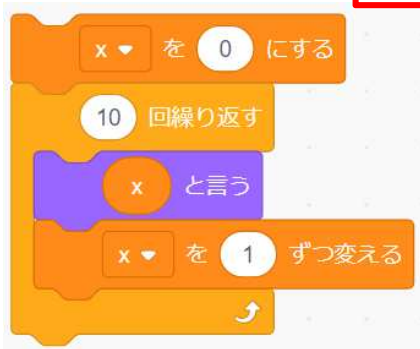 x を 0 にする
10 回繰り返す
x と言う
x を 1 ずつ変える